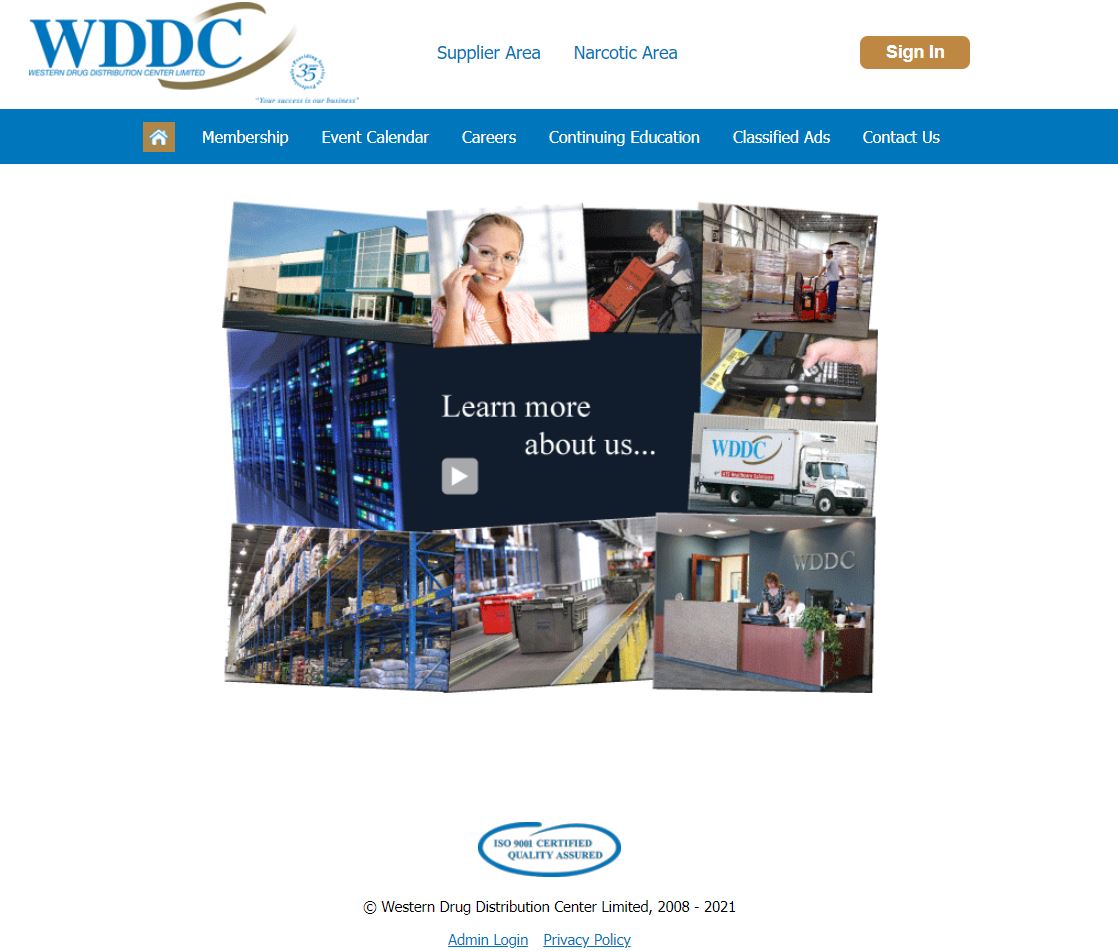 WDDC
WESTERN DRUG DISTRIBUTION CENTER LIMITED
35
"Your success is our business"
Supplier Area
Narcotic Area
Sign In
Membership
Event Calendar
Careers
Continuing Education
Classified Ads
Contact Us
Learn more
about us...
WDDC
WDDC
ISO 9001 CERTIFIED
QUALITY ASSURED
© Western Drug Distribution Center Limited, 2008 - 2021
Admin Login
Privacy Policy